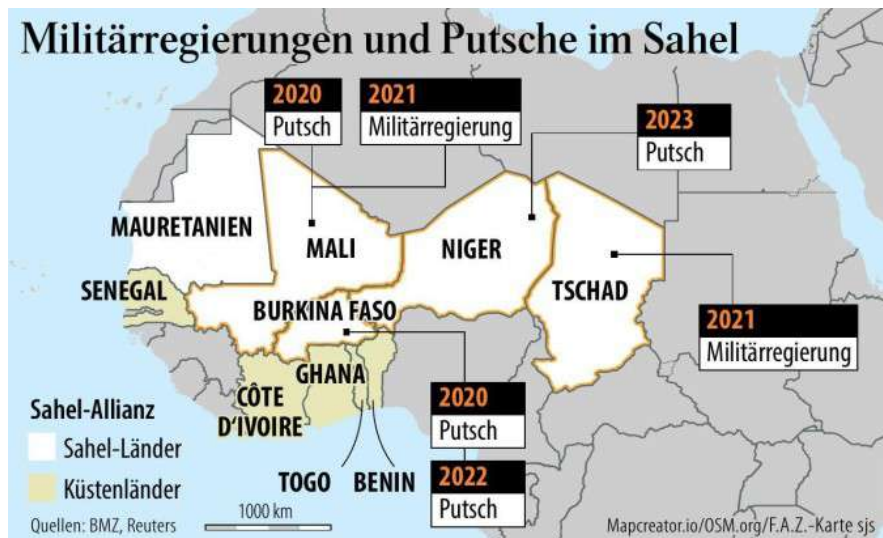 Militärregierungen und Putsche im Sahel
2020
Putsch
2021
Militärregierung
2023
Putsch
MAURETANIEN
MALI
NIGER
TSCHAD
SENEGAL
BURKINA FASO
2021
Militärregierung
GHANA
CÔTE
D'IVOIRE
TOGO
BENIN
2020
Putsch
2022
Putsch
Sahel-Allianz
Sahel-Länder
Küstenländer
Quellen: BMZ, Reuters
1000 km
Mapcreator.io/OSM.org/F.A.Z.-Karte sjs